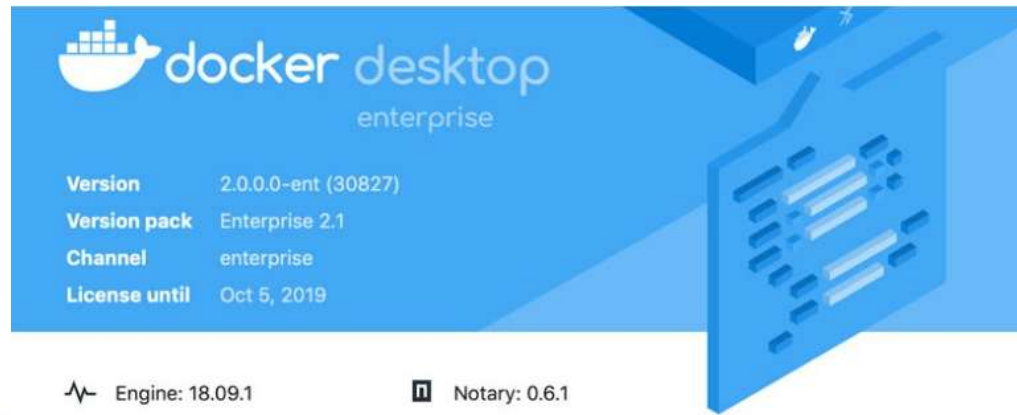 docker desktop
enterprise
Version 2.0.0.0-ent (30827)
Version pack Enterprise 2.1
Channel enterprise
License until Oct 5, 2019
Engine: 18.09.1 Notary: 0.6.1